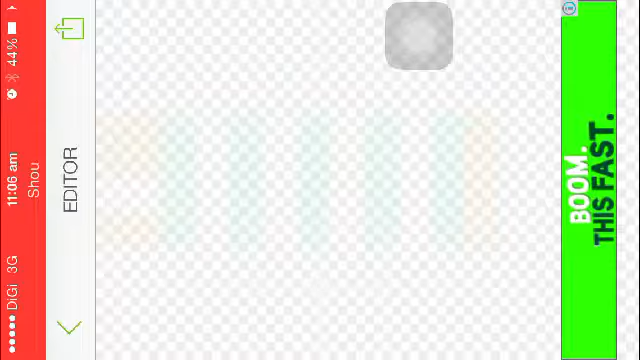 DiGi 3G 11:06 am 44%
Shou
EDITOR
BOOM.
THIS FAST.